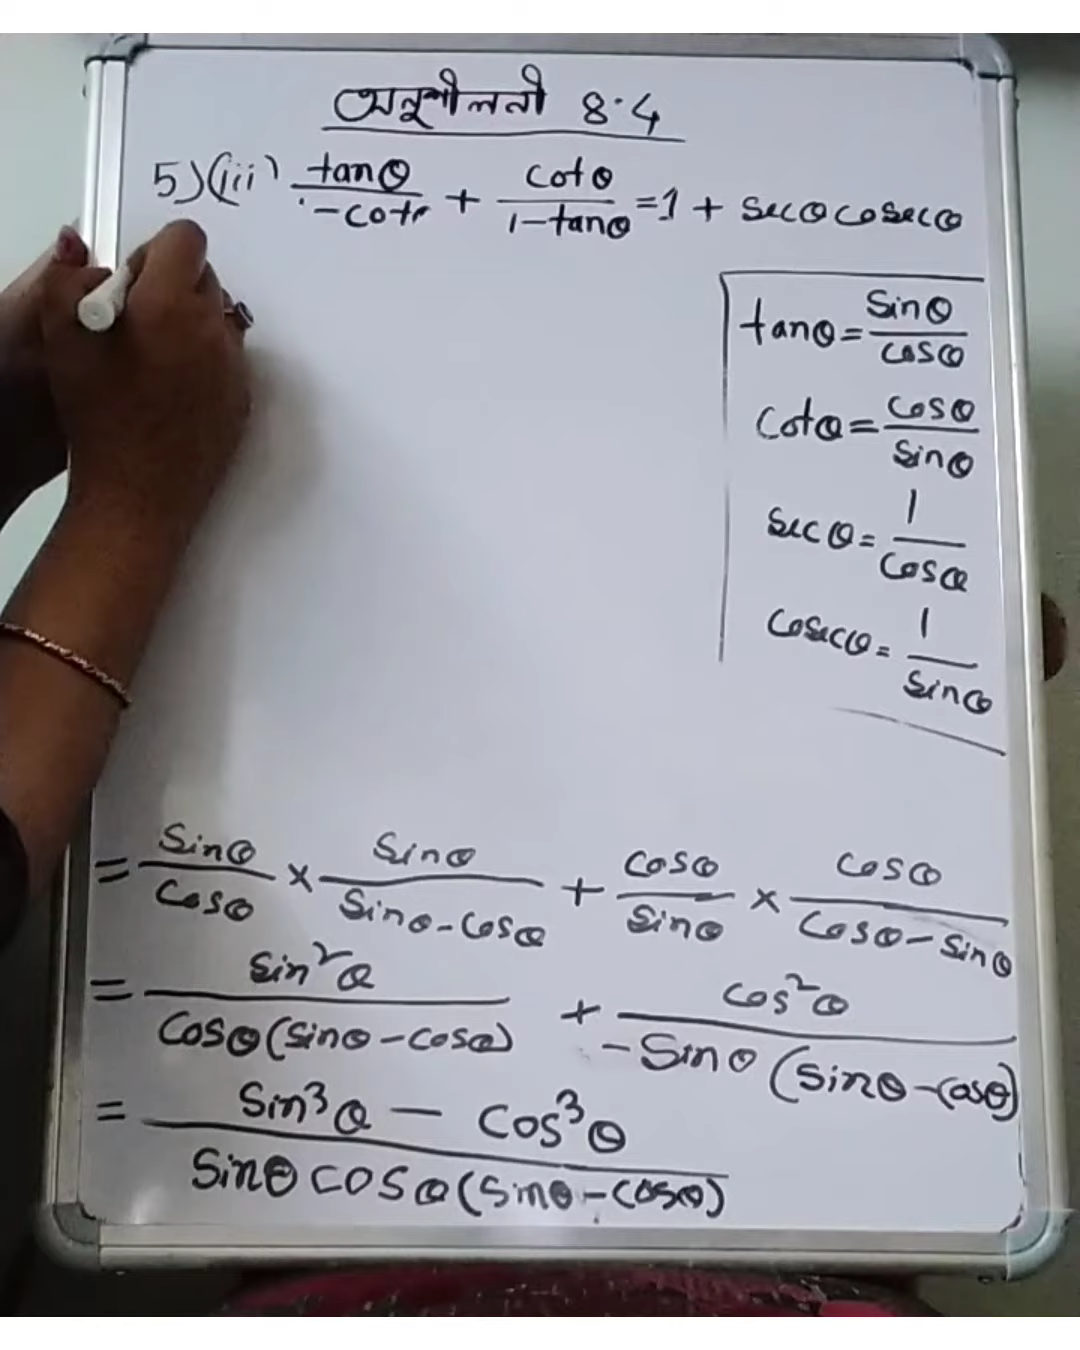 অনুশীলনী 8.4
5)(iii) tanθ/1-cotθ + cotθ/1-tanθ = 1 + secθ cosecθ
tanθ = sinθ/cosθ
cotθ = cosθ/sinθ
secθ = 1/cosθ
cosecθ = 1/sinθ
= sinθ/cosθ × sinθ/sinθ-cosθ + cosθ/sinθ × cosθ/cosθ-sinθ
= sin²θ/cosθ(sinθ-cosθ) + cos²θ/-sinθ(sinθ-cosθ)
= sin³θ - cos³θ/sinθ cosθ(sinθ-cosθ)